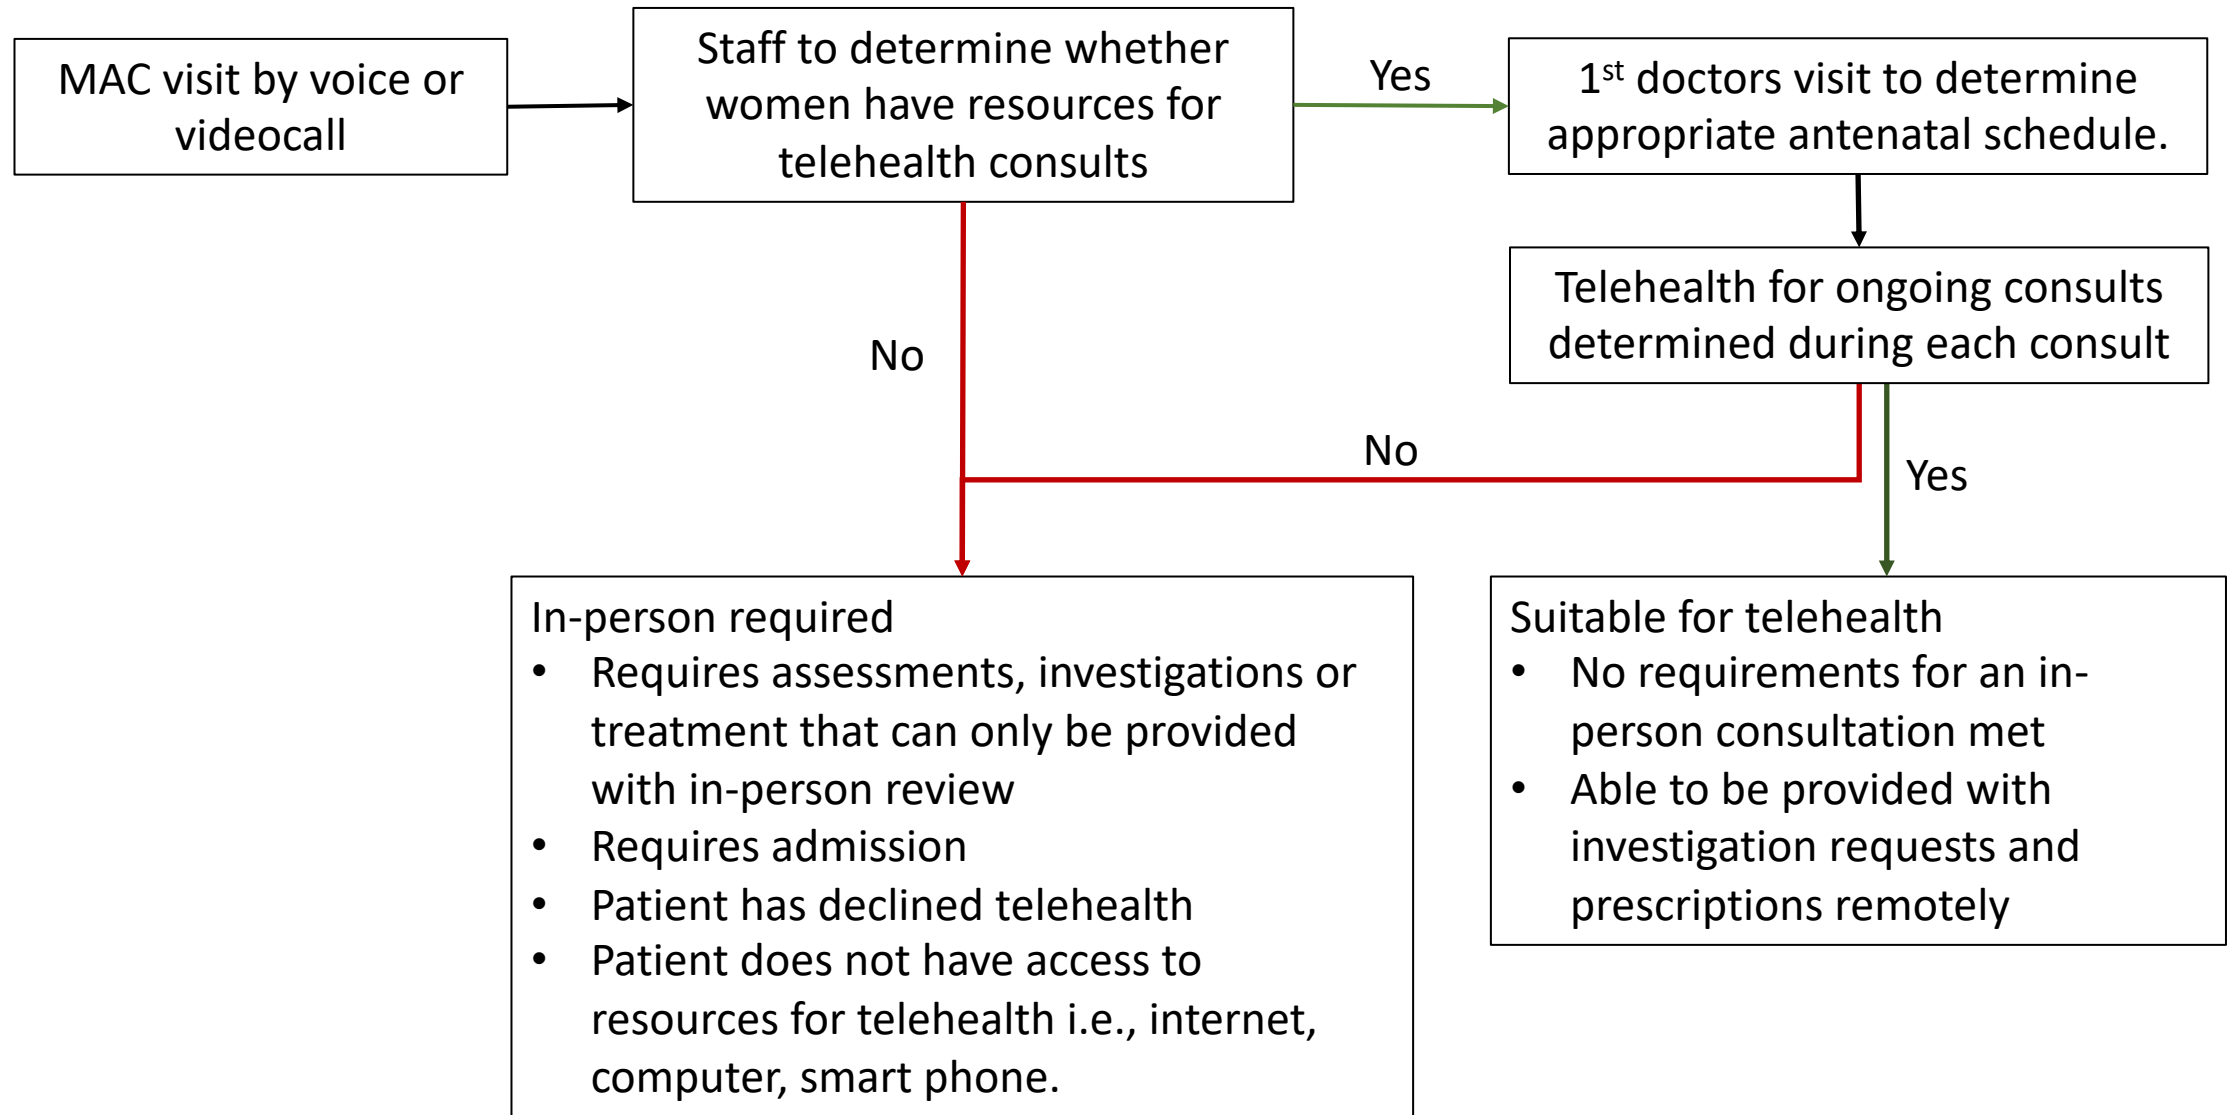 MAC visit by voice or
videocall
Staff to determine whether
women have resources for
telehealth consults
Yes
1st doctors visit to determine
appropriate antenatal schedule.
Telehealth for ongoing consults
determined during each consult
No
No
Yes
In-person required
• Requires assessments, investigations or
treatment that can only be provided
with in-person review
• Requires admission
• Patient has declined telehealth
• Patient does not have access to
resources for telehealth i.e., internet,
computer, smart phone.
Suitable for telehealth
• No requirements for an in-
person consultation met
• Able to be provided with
investigation requests and
prescriptions remotely